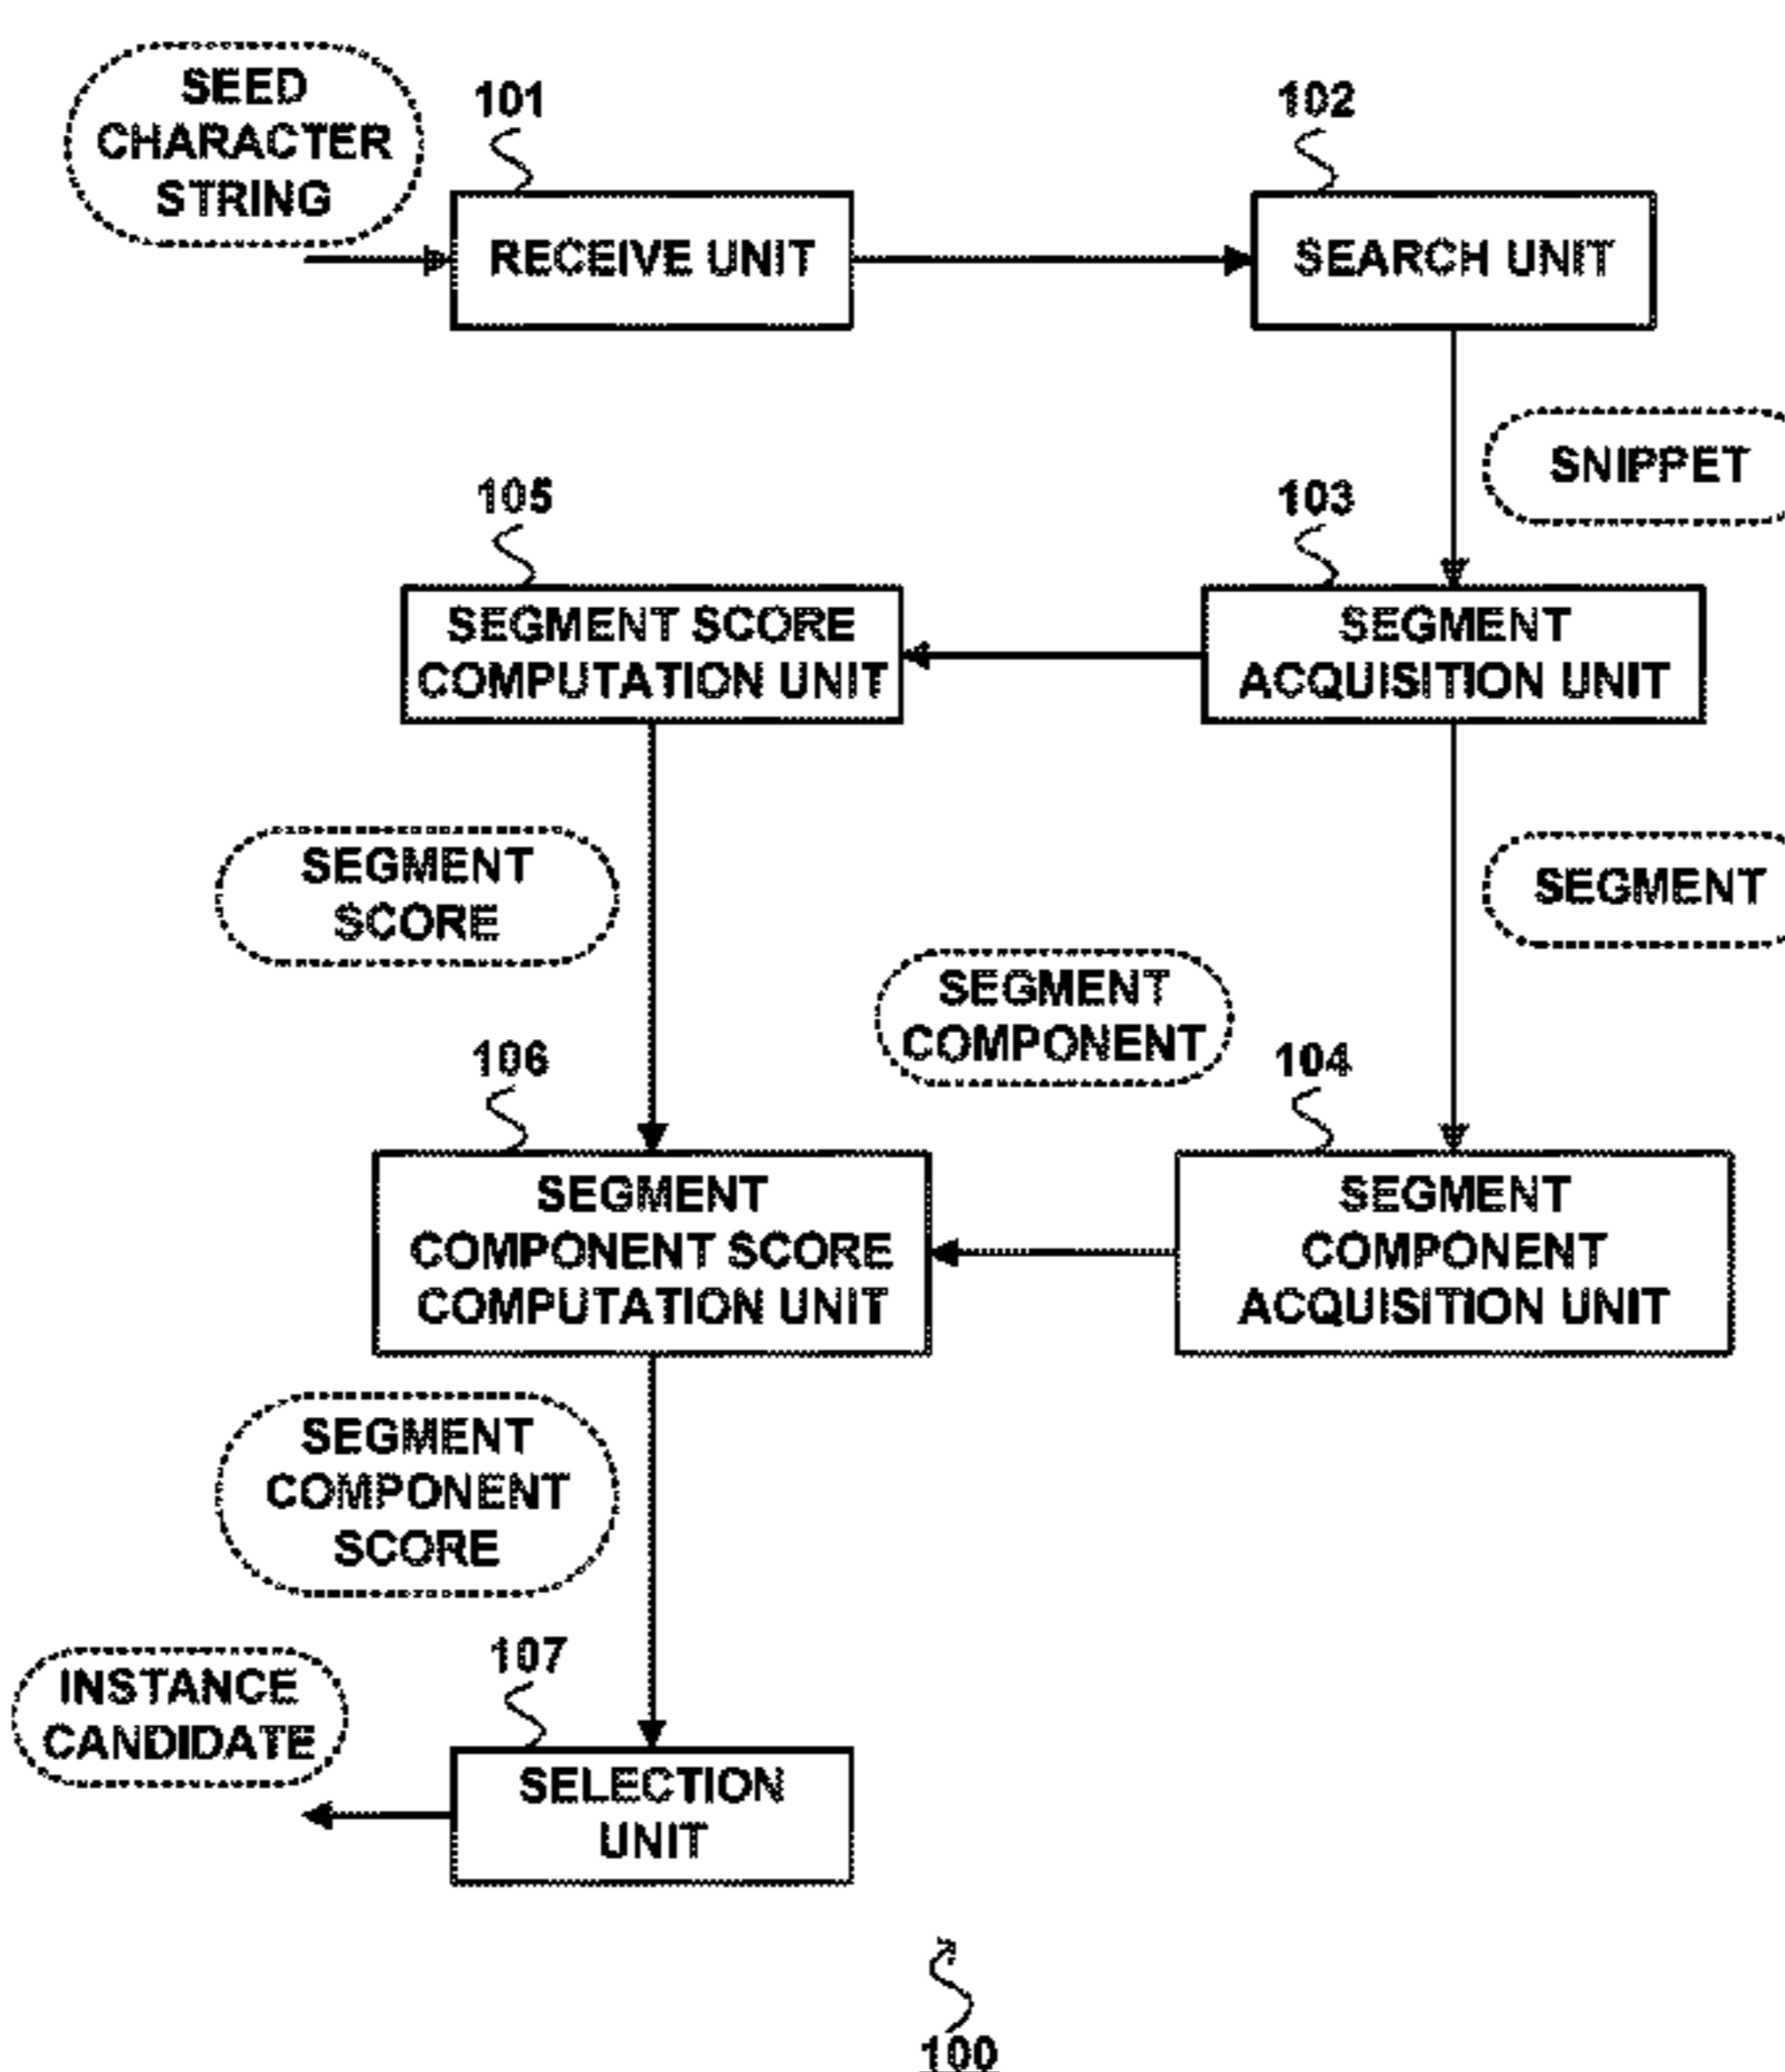 SEED
CHARACTER
STRING
101
102
RECEIVE UNIT
SEARCH UNIT
SNIPPET
105
103
SEGMENT SCORE
COMPUTATION UNIT
SEGMENT
ACQUISITION UNIT
SEGMENT
SCORE
SEGMENT
SEGMENT
COMPONENT
106
104
SEGMENT
COMPONENT SCORE
COMPUTATION UNIT
SEGMENT
COMPONENT
ACQUISITION UNIT
SEGMENT
COMPONENT
SCORE
INSTANCE
CANDIDATE
107
SELECTION
UNIT
100